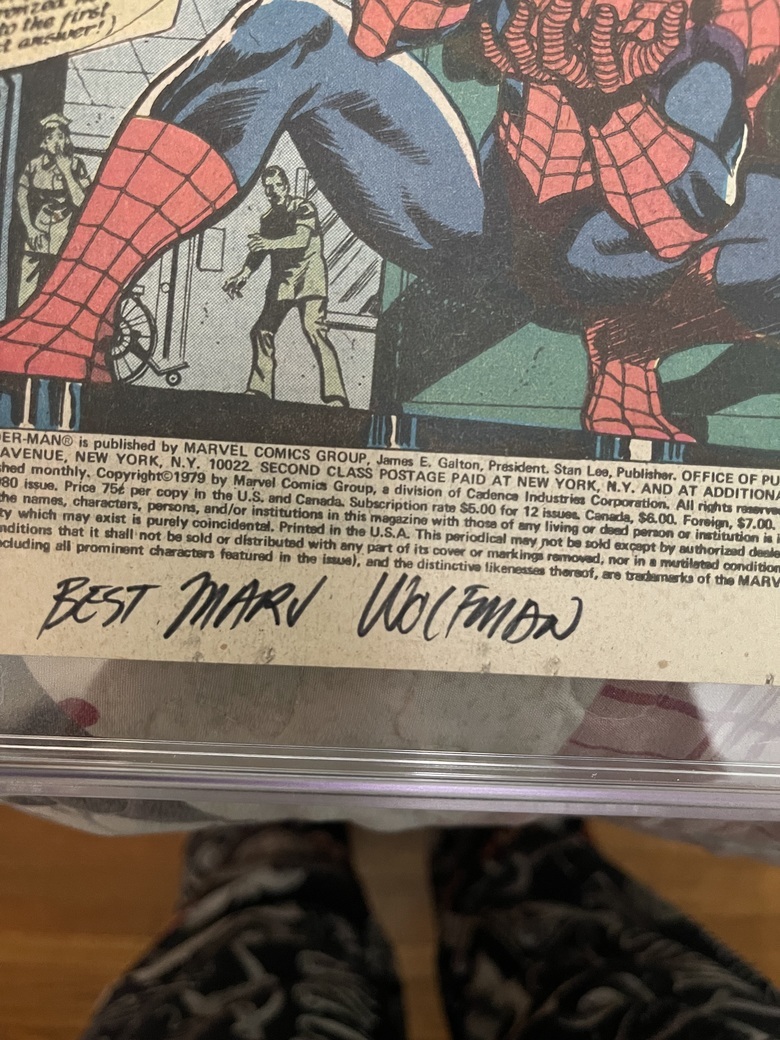 to the first
t answer!)
DER-MAN® is published by MARVEL COMICS GROUP, James E. Galton, President. Stan Lee, Publisher. OFFICE OF PU
AVENUE, NEW YORK, N.Y. 10022. SECOND CLASS POSTAGE PAID AT NEW YORK, N.Y. AND AT ADDITIONA
shed monthly. Copyright©1979 by Marvel Comics Group, a division of Cadence Industries Corporation. All rights reserve
980 issue. Price 75¢ per copy in the U.S. and Canada. Subscription rate $5.00 for 12 issues. Canada, $6.00. Foreign, $7.00.
the names, characters, persons, and/or institutions in this magazine with those of any living or dead person or institution is i
ty which may exist is purely coincidental. Printed in the U.S.A. This periodical may not be sold except by authorized deale
nditions that it shall not be sold or distributed with any part of its cover or markings removed, nor in a mutilated condition
cluding all prominent characters featured in the issue), and the distinctive likenesses thereof, are trademarks of the MARV
BEST MARV WOLFMAN